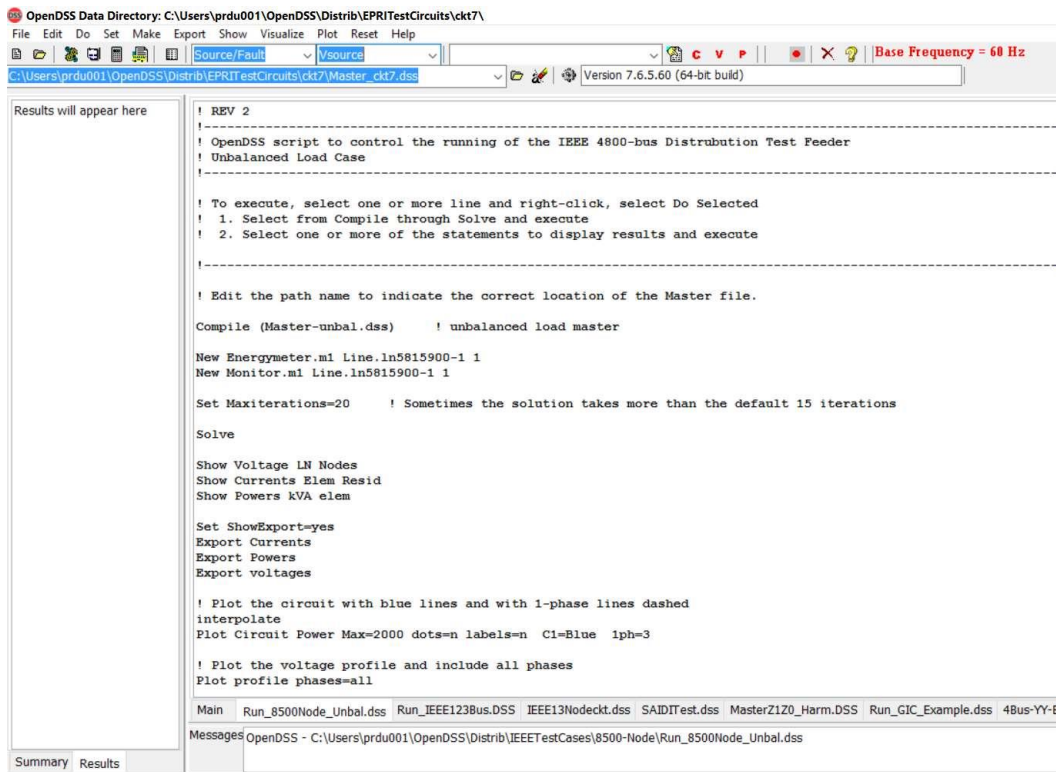 OpenDSS Data Directory: C:\Users\prdu001\OpenDSS\Distrib\EPRITestCircuits\ckt7\
File Edit Do Set Make Export Show Visualize Plot Reset Help
Source/Fault Vsource C V P Base Frequency = 60 Hz
C:\Users\prdu001\OpenDSS\Distrib\EPRITestCircuits\ckt7\Master_ckt7.dss Version 7.6.5.60 (64-bit build)
Results will appear here
! REV 2
!------------------------------------------------------------
! OpenDSS script to control the running of the IEEE 4800-bus Distrubution Test Feeder
! Unbalanced Load Case
!------------------------------------------------------------
! To execute, select one or more line and right-click, select Do Selected
! 1. Select from Compile through Solve and execute
! 2. Select one or more of the statements to display results and execute
!------------------------------------------------------------
! Edit the path name to indicate the correct location of the Master file.
Compile (Master-unbal.dss) ! unbalanced load master
New Energymeter.m1 Line.ln5815900-1 1
New Monitor.m1 Line.ln5815900-1 1
Set Maxiterations=20 ! Sometimes the solution takes more than the default 15 iterations
Solve
Show Voltage LN Nodes
Show Currents Elem Resid
Show Powers kVA elem
Set ShowExport=yes
Export Currents
Export Powers
Export voltages
! Plot the circuit with blue lines and with 1-phase lines dashed
interpolate
Plot Circuit Power Max=2000 dots=n labels=n C1=Blue 1ph=3
! Plot the voltage profile and include all phases
Plot profile phases=all
Main Run_8500Node_Unbal.dss Run_IEEE123Bus.DSS IEEE13Nodeckt.dss SAIDITest.dss MasterZ1Z0_Harm.DSS Run_GIC_Example.dss 4Bus-YY-
Messages OpenDSS - C:\Users\prdu001\OpenDSS\Distrib\IEEETestCases\8500-Node\Run_8500Node_Unbal.dss
Summary Results